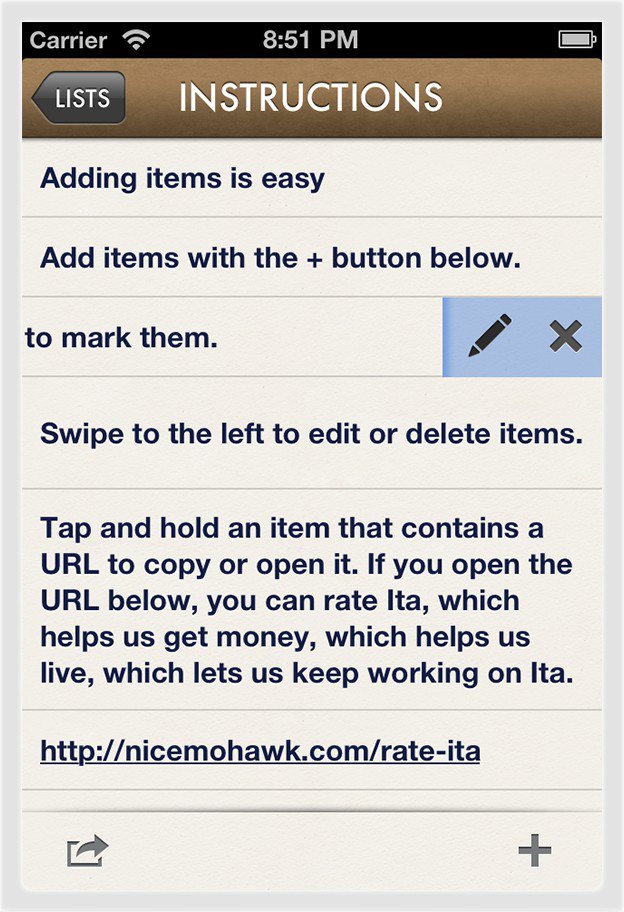 Carrier 8:51 PM
LISTS INSTRUCTIONS
Adding items is easy
Add items with the + button below.
to mark them.
Swipe to the left to edit or delete items.
Tap and hold an item that contains a
URL to copy or open it. If you open the
URL below, you can rate Ita, which
helps us get money, which helps us
live, which lets us keep working on Ita.
http://nicemohawk.com/rate-ita